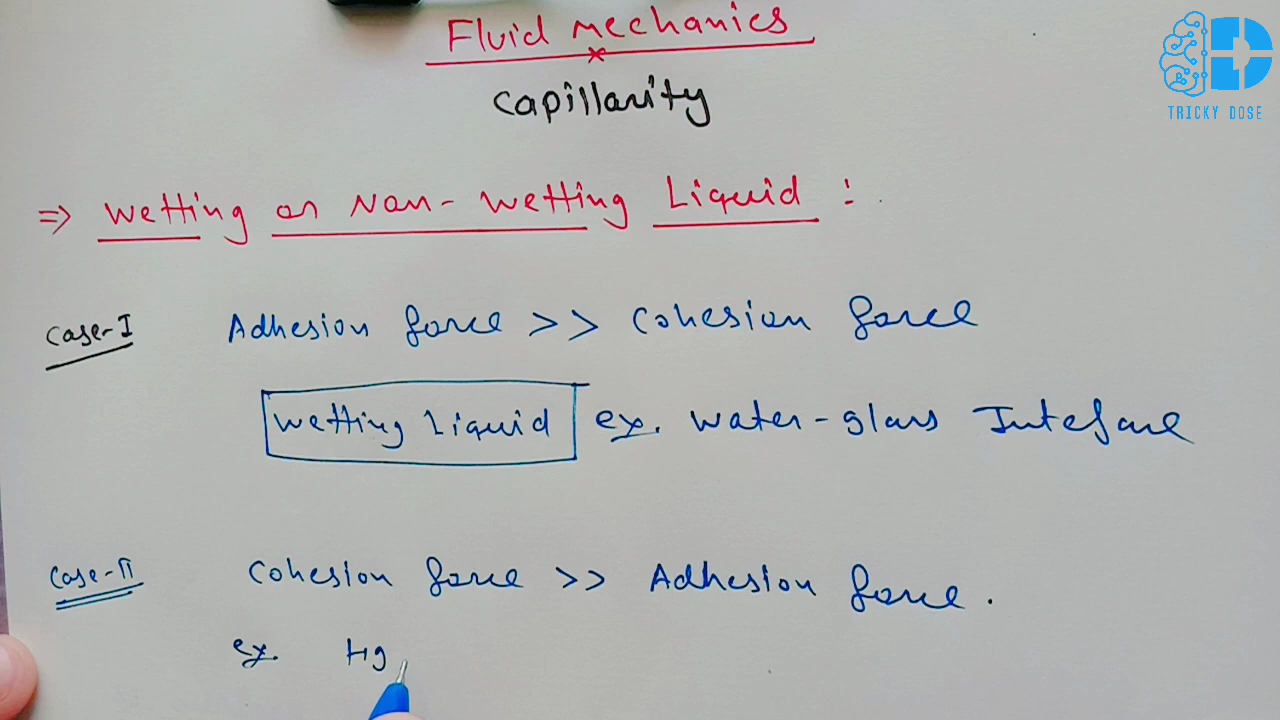 Fluid mechanics
capillarity
TRICKY DOSE
⇒ Wetting or Non-Wetting Liquid :
Case-I Adhesion force >> Cohesion force
Wetting Liquid ex. Water-glass Inteface
Case-II Cohesion force >> Adhesion force.
ex. Hg